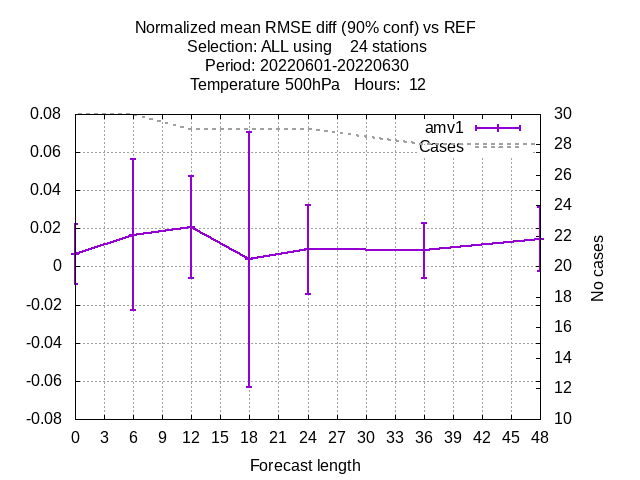 Normalized mean RMSE diff (90% conf) vs REF
Selection: ALL using 24 stations
Period: 20220601-20220630
Temperature 500hPa Hours: 12
amv1
Cases
0.08
0.06
0.04
0.02
0
-0.02
-0.04
-0.06
-0.08
30
28
26
24
22
20
18
16
14
12
10
No cases
0 3 6 9 12 15 18 21 24 27 30 33 36 39 42 45 48
Forecast length